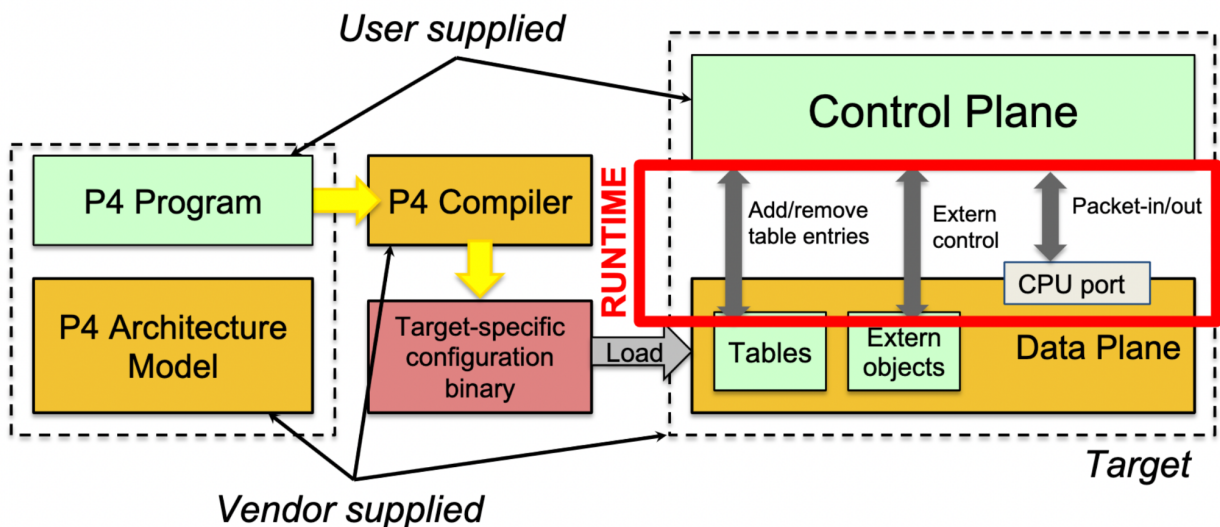 User supplied
Control Plane
P4 Program
P4 Compiler
RUNTIME
Add/remove
table entries
Extern
control
Packet-in/out
CPU port
P4 Architecture
Model
Target-specific
configuration
binary
Load
Tables
Extern
objects
Data Plane
Target
Vendor supplied